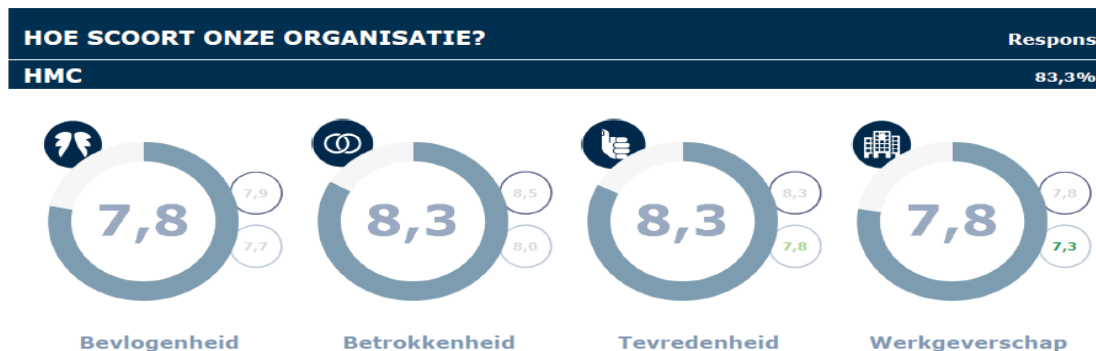 HOE SCOORT ONZE ORGANISATIE?
Respons
HMC
83,3%
7,8
7,9
7,7
8,3
8,5
8,0
8,3
8,3
7,8
7,8
7,8
7,3
Bevlogenheid
Betrokkenheid
Tevredenheid
Werkgeverschap